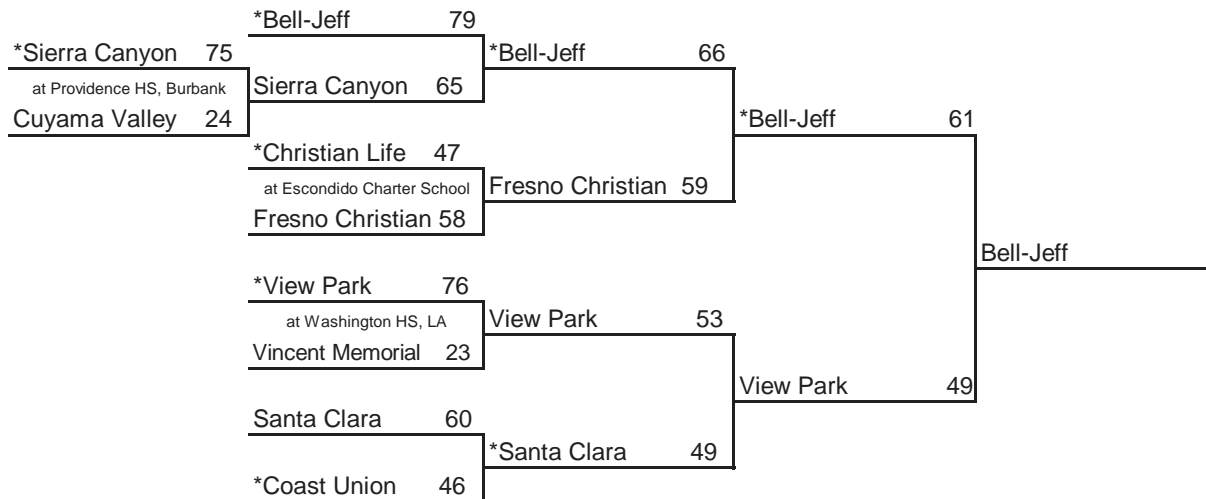 *Bell-Jeff 79
*Sierra Canyon 75
*Bell-Jeff 66
at Providence HS, Burbank
Sierra Canyon 65
Cuyama Valley 24
*Bell-Jeff 61
*Christian Life 47
at Escondido Charter School
Fresno Christian 59
Fresno Christian 58
Bell-Jeff
*View Park 76
at Washington HS, LA
View Park 53
Vincent Memorial 23
View Park 49
Santa Clara 60
*Santa Clara 49
*Coast Union 46